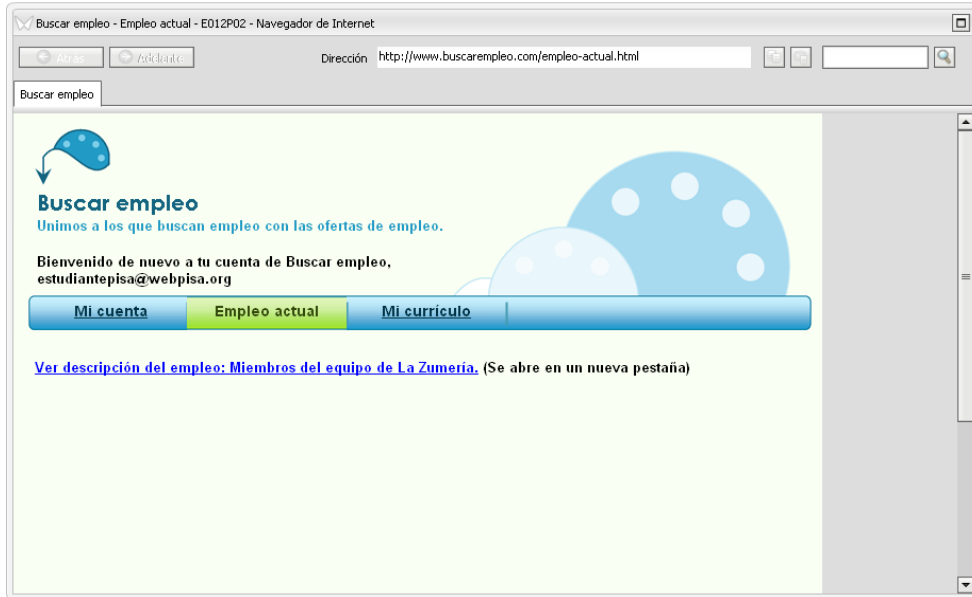 Buscar empleo - Empleo actual - E012P02 - Navegador de Internet
Atras Adelante Dirección http://www.buscarempleo.com/empleo-actual.html
Buscar empleo
Buscar empleo
Unimos a los que buscan empleo con las ofertas de empleo.
Bienvenido de nuevo a tu cuenta de Buscar empleo,
estudiantepisa@webpisa.org
Mi cuenta Empleo actual Mi currículo
Ver descripción del empleo: Miembros del equipo de La Zumería. (Se abre en un nueva pestaña)